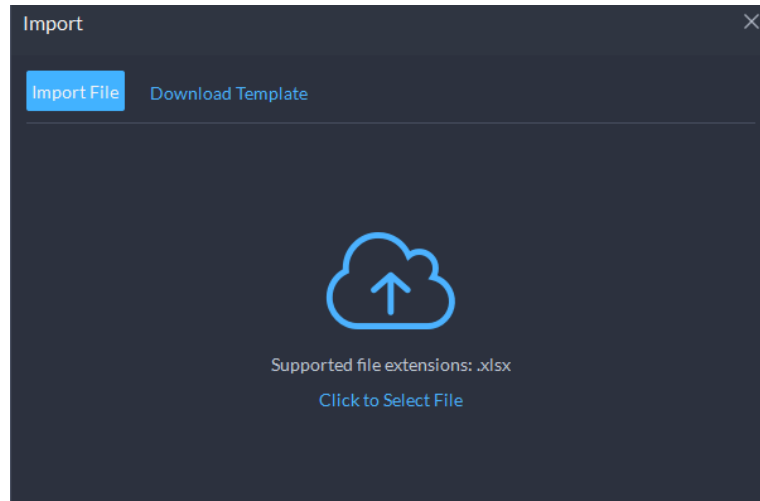 Import
Import File
Download Template
Supported file extensions: .xlsx
Click to Select File